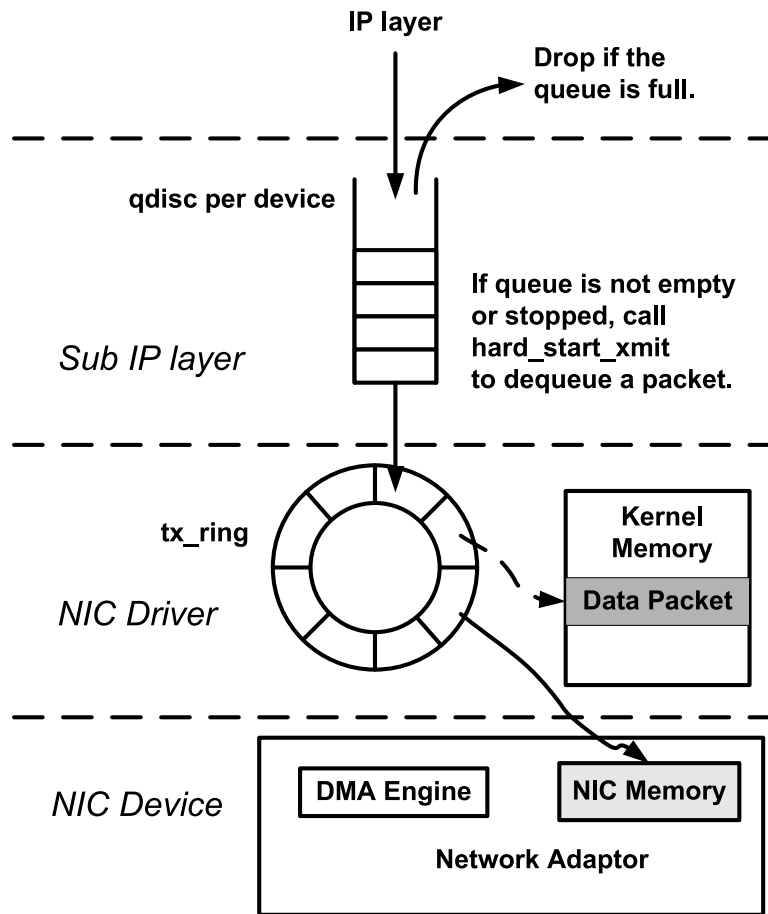 IP layer
Drop if the
queue is full.
qdisc per device
If queue is not empty
or stopped, call
hard_start_xmit
to dequeue a packet.
Sub IP layer
tx_ring
Kernel
Memory
Data Packet
NIC Driver
NIC Device
DMA Engine
NIC Memory
Network Adaptor